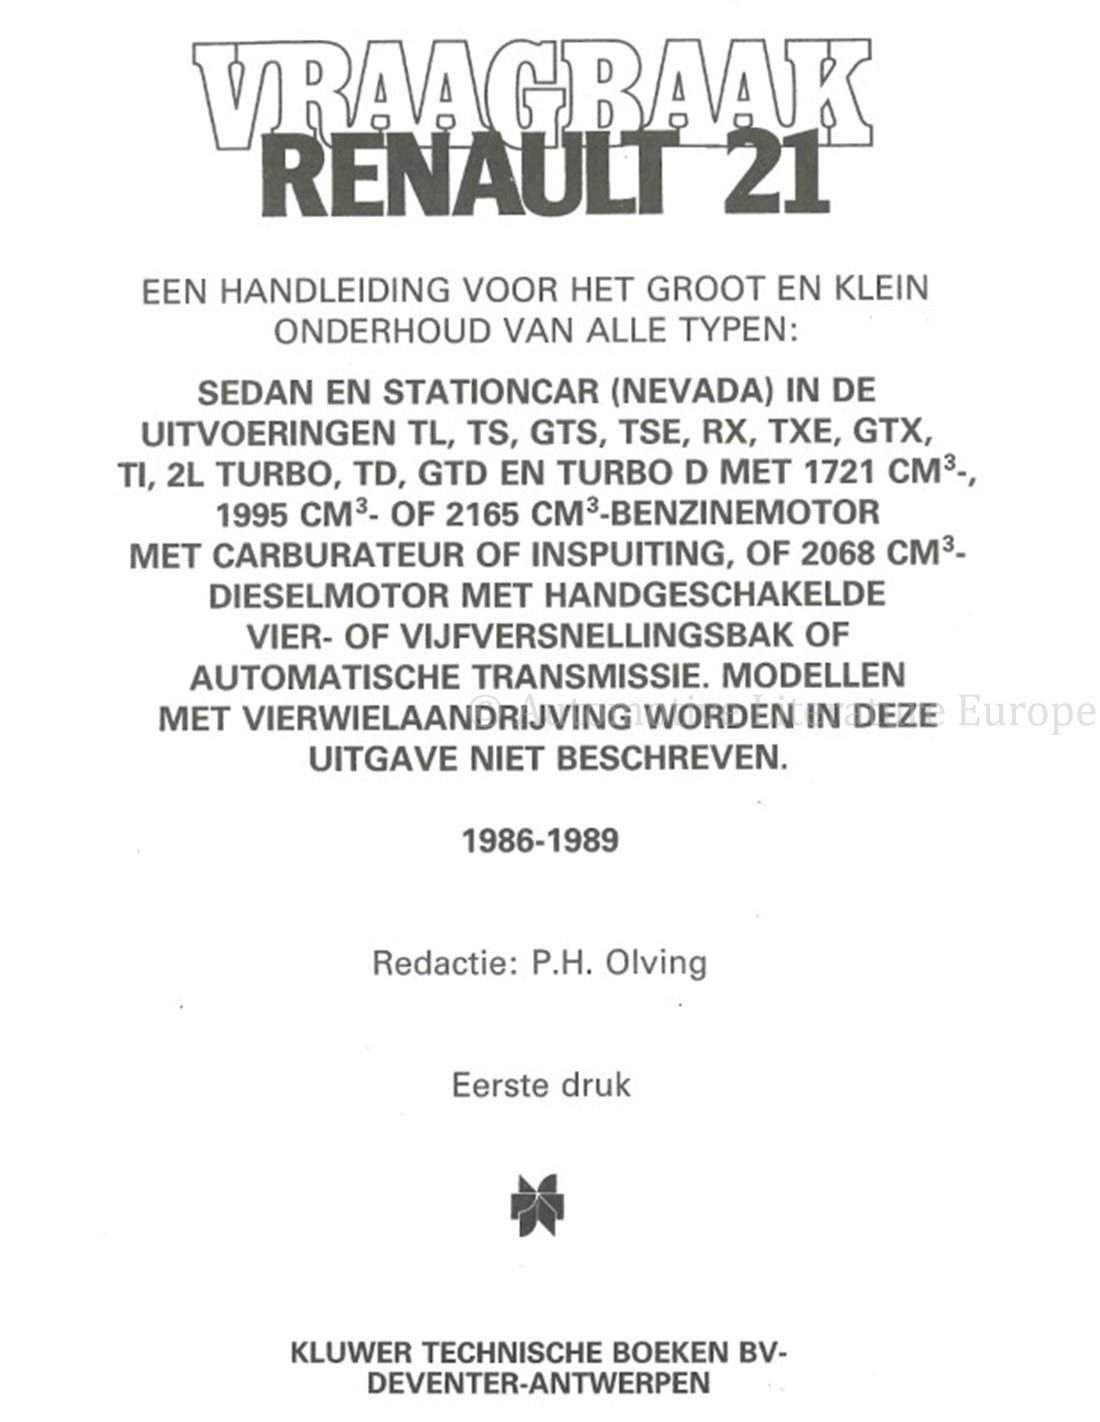 VRAAGBAAK
RENAULT 21
EEN HANDLEIDING VOOR HET GROOT EN KLEIN
ONDERHOUD VAN ALLE TYPEN:
SEDAN EN STATIONCAR (NEVADA) IN DE
UITVOERINGEN TL, TS, GTS, TSE, RX, TXE, GTX,
TI, 2L TURBO, TD, GTD EN TURBO D MET 1721 CM³-,
1995 CM³- OF 2165 CM³-BENZINEMOTOR
MET CARBURATEUR OF INSPUITING, OF 2068 CM³-
DIESELMOTOR MET HANDGESCHAKELDE
VIER- OF VIJFVERSNELLINGSBAK OF
AUTOMATISCHE TRANSMISSIE. MODELLEN
MET VIERWIELAANDRIJVING WORDEN IN DEZE
© Automotive Literature Europe
UITGAVE NIET BESCHREVEN.
1986-1989
Redactie: P.H. Olving
Eerste druk
KLUWER TECHNISCHE BOEKEN BV-
DEVENTER-ANTWERPEN